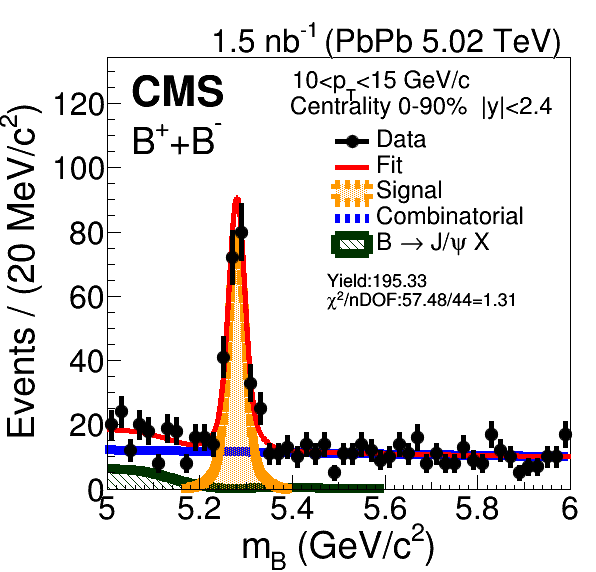 1.5 nb⁻¹ (PbPb 5.02 TeV)
CMS
B⁺+B⁻
10<p_T<15 GeV/c
Centrality 0-90% |y|<2.4
Data
Fit
Signal
Combinatorial
B → J/ψ X
Yield:195.33
χ²/nDOF:57.48/44=1.31
Events / (20 MeV/c²)
120
100
80
60
40
20
0
5 5.2 5.4 5.6 5.8 6
m_B (GeV/c²)